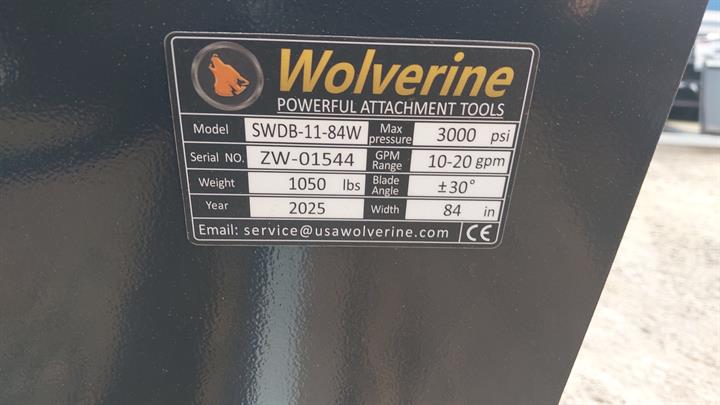 Wolverine
POWERFUL ATTACHMENT TOOLS
Model SWDB-11-84W Max pressure 3000 psi
Serial NO. ZW-01544 GPM Range 10-20 gpm
Weight 1050 lbs Blade Angle ±30°
Year 2025 Width 84 in
Email: service@usawolverine.com CE